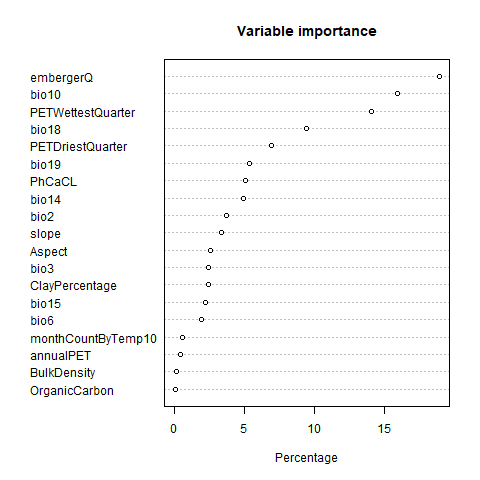 Variable importance
embergerQ
bio10
PETWettestQuarter
bio18
PETDriestQuarter
bio19
PhCaCL
bio14
bio2
slope
Aspect
bio3
ClayPercentage
bio15
bio6
monthCountByTemp10
annualPET
BulkDensity
OrganicCarbon
0 5 10 15
Percentage